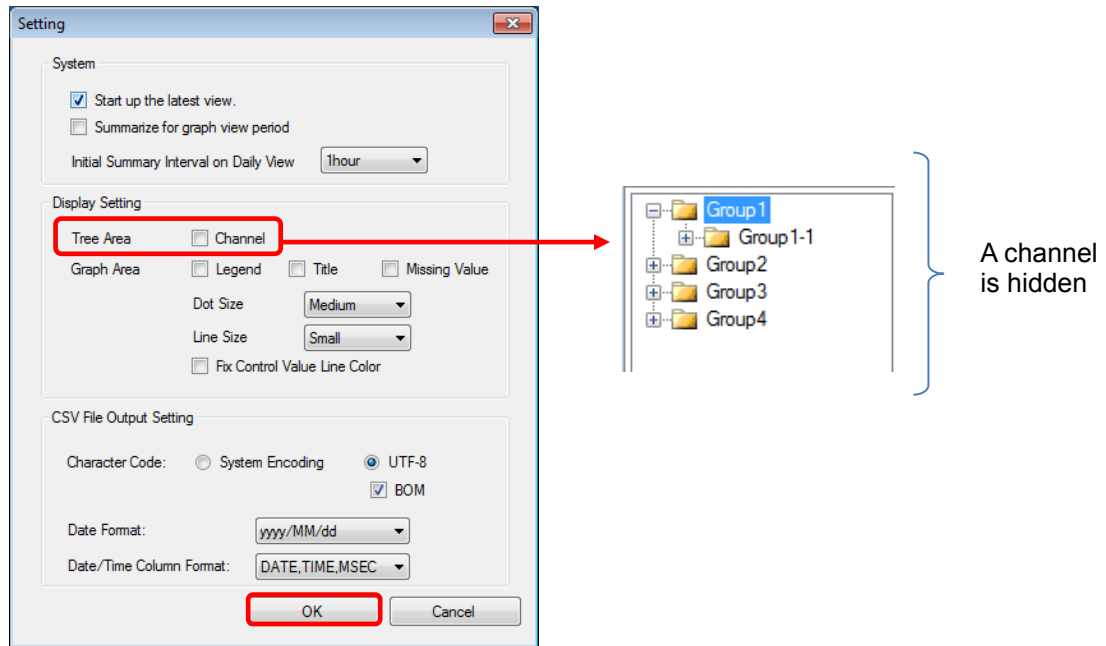 Setting
System
Start up the latest view.
Summarize for graph view period
Initial Summary Interval on Daily View 1hour
Display Setting
Tree Area Channel
Graph Area Legend Title Missing Value
Dot Size Medium
Line Size Small
Fix Control Value Line Color
CSV File Output Setting
Character Code: System Encoding UTF-8
BOM
Date Format: yyyy/MM/dd
Date/Time Column Format: DATE,TIME,MSEC
OK Cancel
Group1
Group1-1
Group2
Group3
Group4
A channel
is hidden